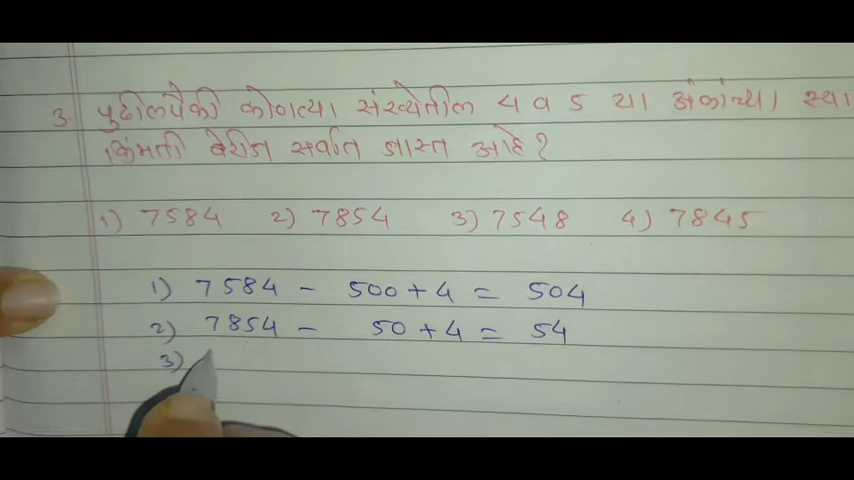 3. पुढीलपैकी कोणत्या संख्येतील 4 व 5 या अंकांच्या स्था
किंमती बेरीज सर्वात जास्त आहे?
1) 7584 2) 7854 3) 7548 4) 7845
1) 7584 - 500 + 4 = 504
2) 7854 - 50 + 4 = 54
3)